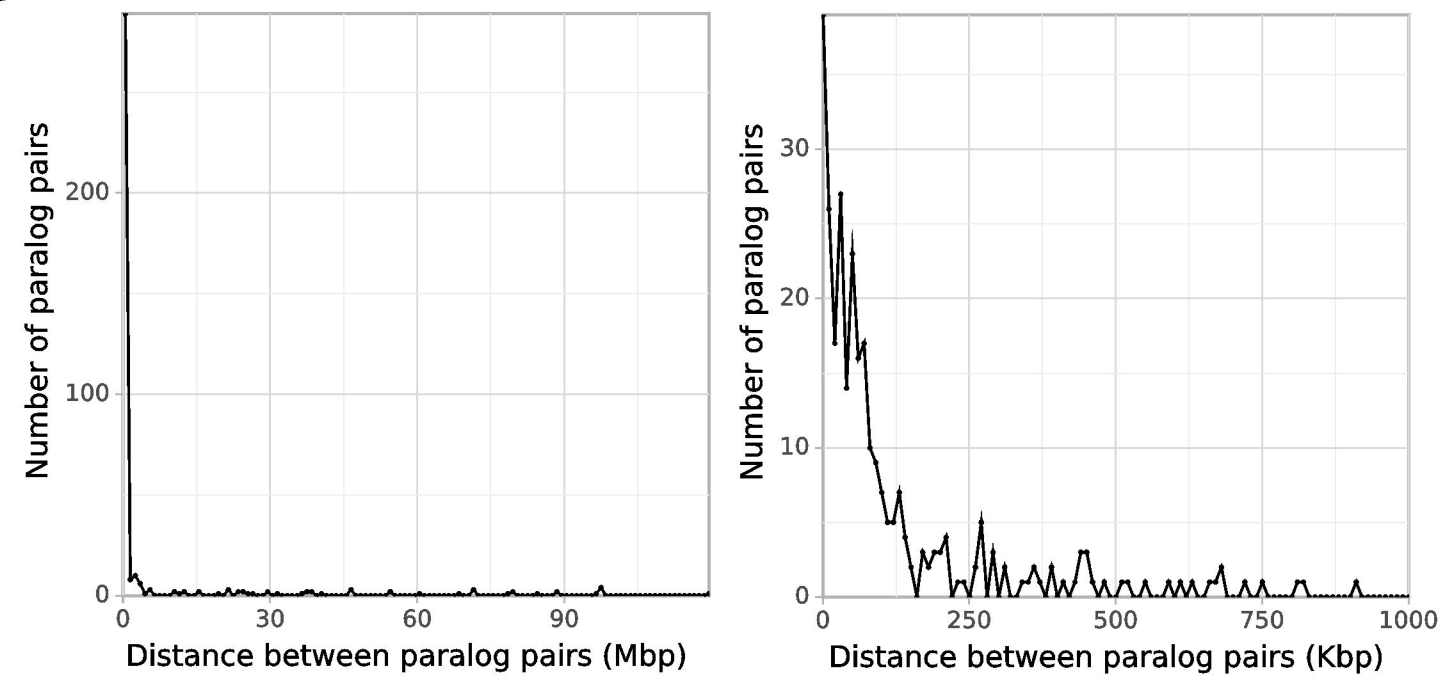 Number of paralog pairs
200
100
0
0 30 60 90
Distance between paralog pairs (Mbp)
Number of paralog pairs
30
20
10
0
0 250 500 750 1000
Distance between paralog pairs (Kbp)